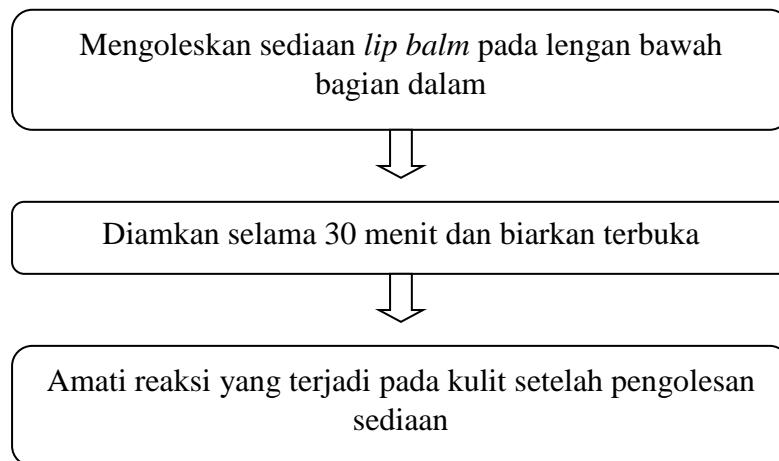 Mengoleskan sediaan lip balm pada lengan bawah
bagian dalam
Diamkan selama 30 menit dan biarkan terbuka
Amati reaksi yang terjadi pada kulit setelah pengolesan
sediaan